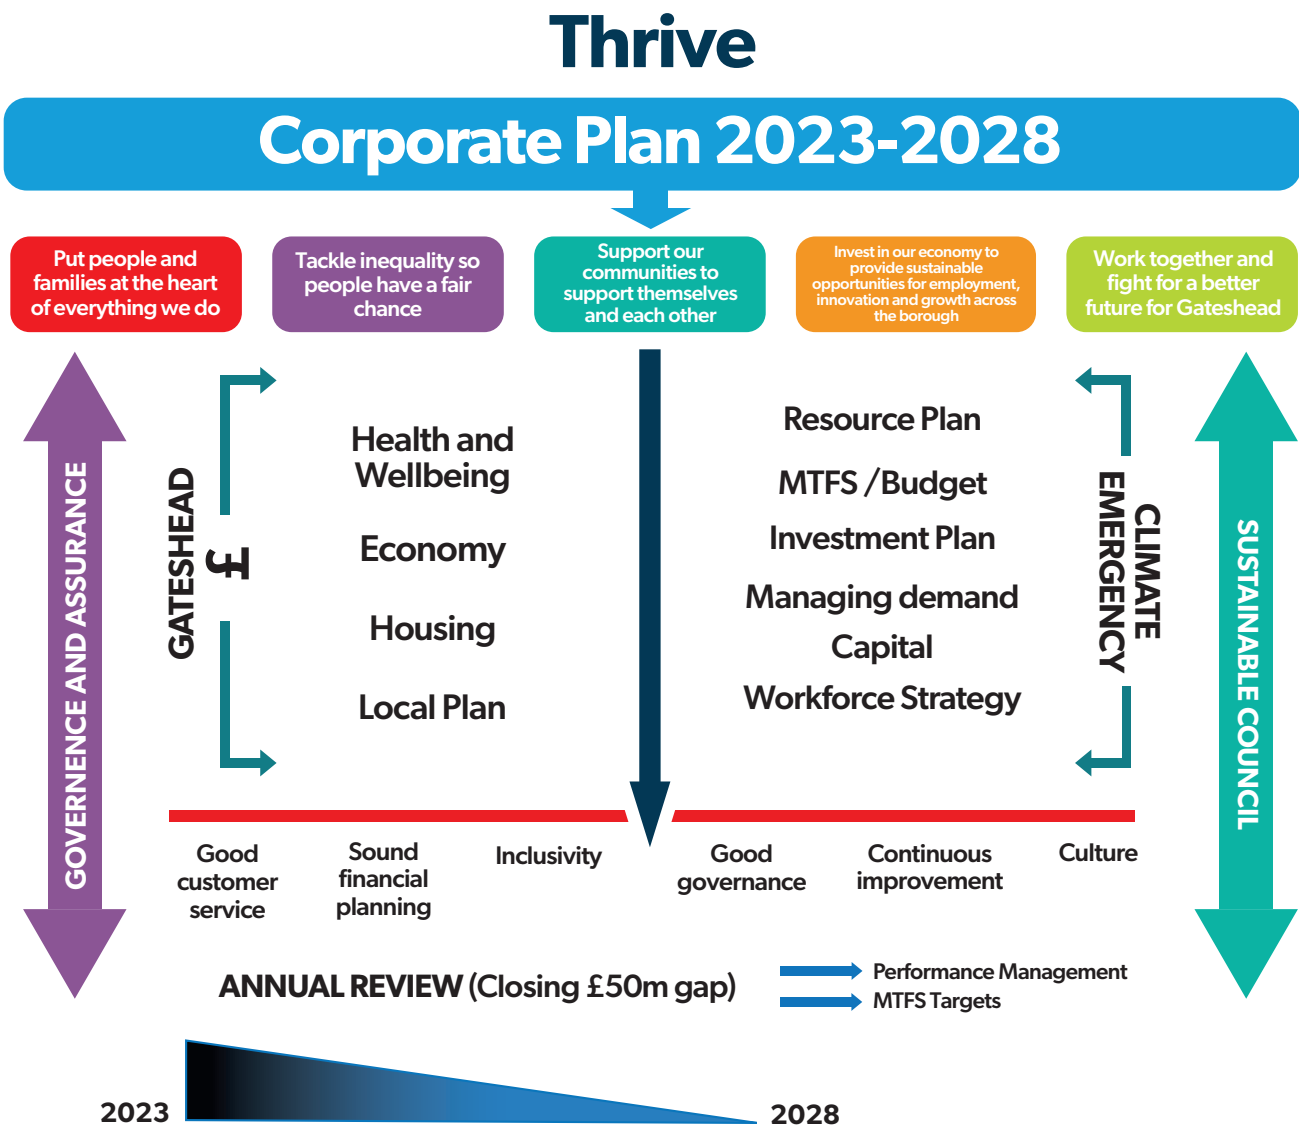 Thrive
Corporate Plan 2023-2028
Put people and
families at the heart
of everything we do
Tackle inequality so
people have a fair
chance
Support our
communities to
support themselves
and each other
Invest in our economy to
provide sustainable
opportunities for employment,
innovation and growth across
the borough
Work together and
fight for a better
future for Gateshead
GOVERNENCE AND ASSURANCE
GATESHEAD
£
Health and
Wellbeing
Economy
Housing
Local Plan
Resource Plan
MTFS /Budget
Investment Plan
Managing demand
Capital
Workforce Strategy
CLIMATE
EMERGENCY
SUSTAINABLE COUNCIL
Good
customer
service
Sound
financial
planning
Inclusivity
Good
governance
Continuous
improvement
Culture
ANNUAL REVIEW (Closing £50m gap)
Performance Management
MTFS Targets
2023
2028